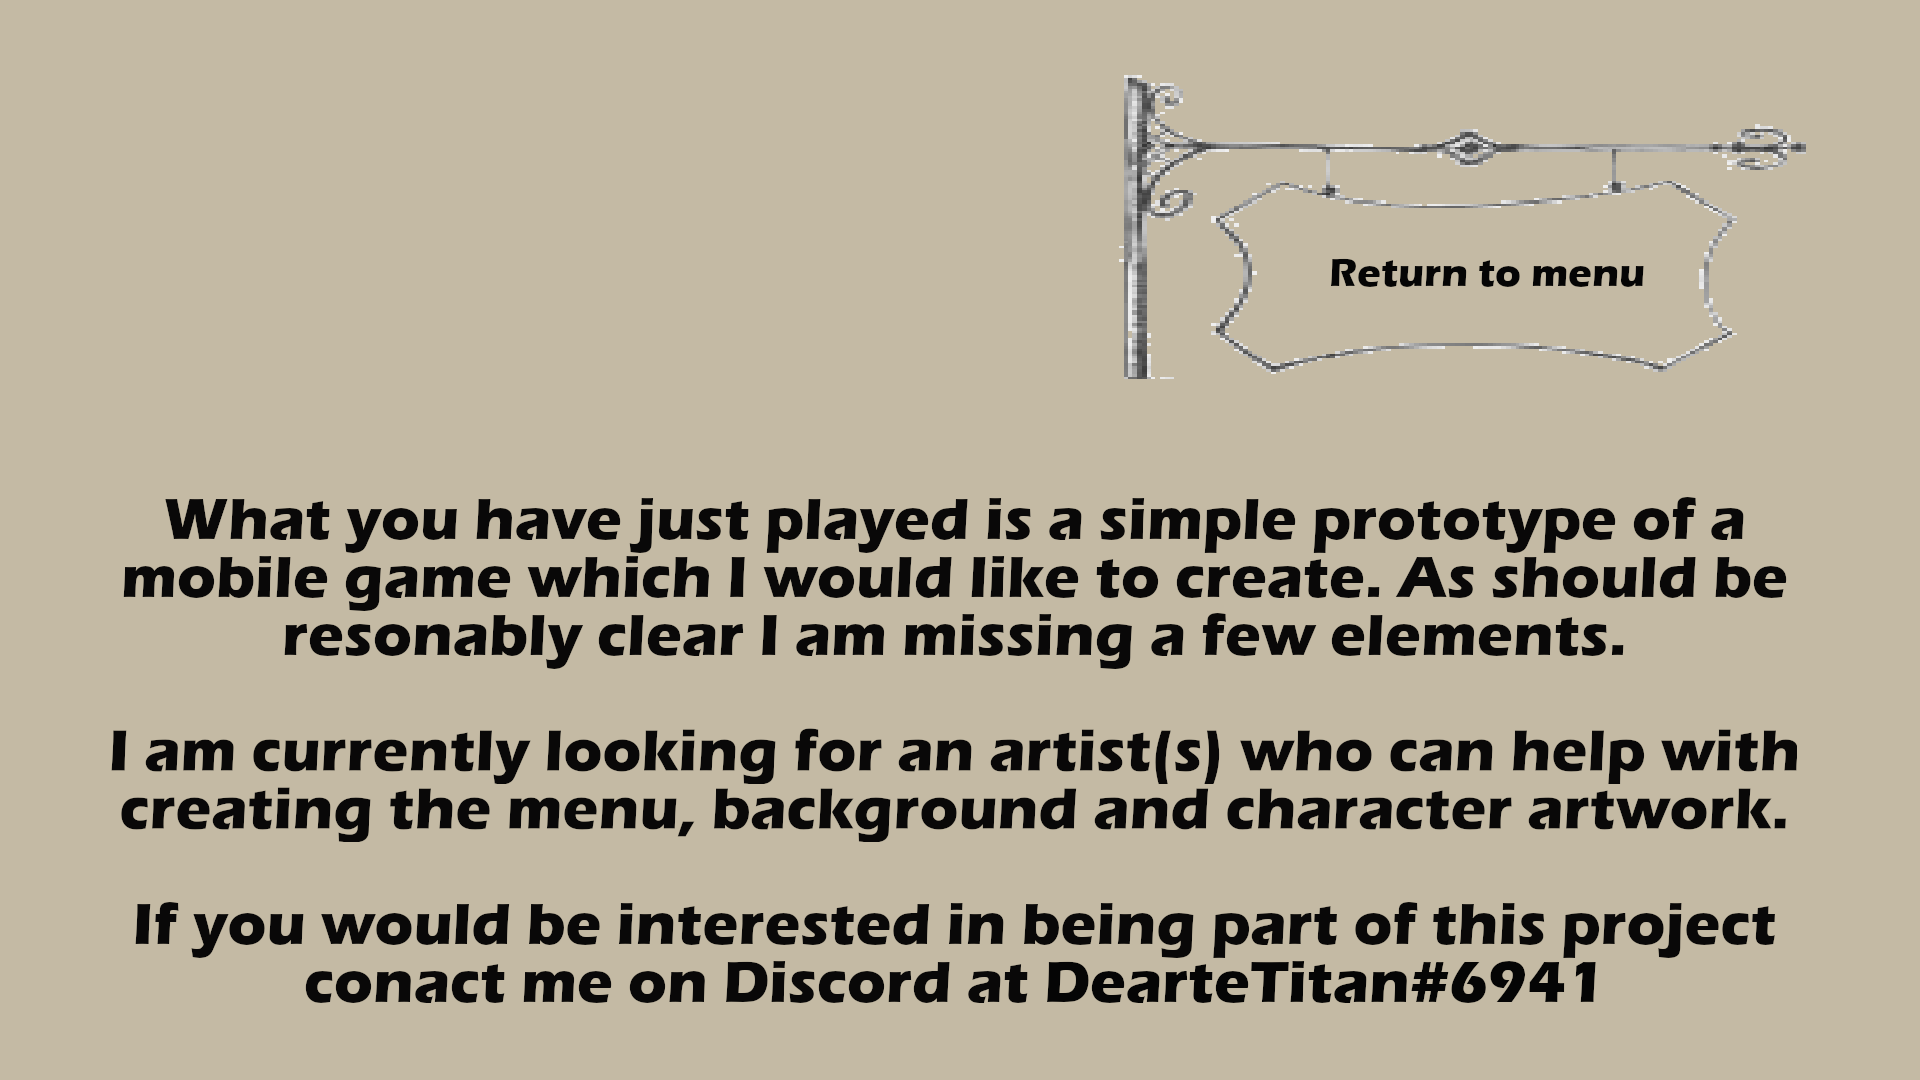 Return to menu
What you have just played is a simple prototype of a
mobile game which I would like to create. As should be
resonably clear I am missing a few elements.
I am currently looking for an artist(s) who can help with
creating the menu, background and character artwork.
If you would be interested in being part of this project
conact me on Discord at DearteTitan#6941